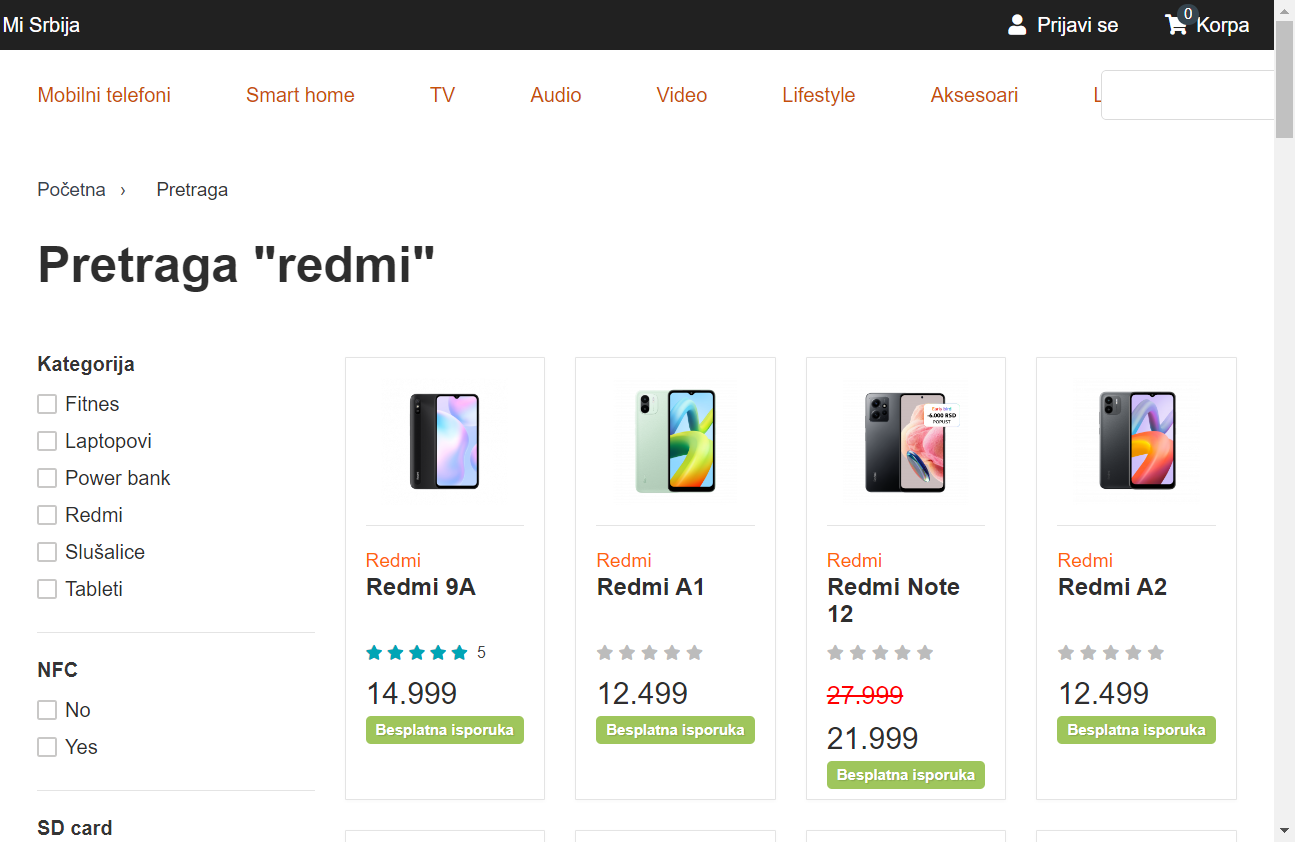 Mi Srbija
Prijavi se
0
Korpa
Mobilni telefoni
Smart home
TV
Audio
Video
Lifestyle
Aksesoari
Početna ›
Pretraga
Pretraga "redmi"
Kategorija
Fitnes
Laptopovi
Power bank
Redmi
Slušalice
Tableti
NFC
No
Yes
SD card
Redmi
Redmi 9A
5
14.999
Besplatna isporuka
Redmi
Redmi A1
12.499
Besplatna isporuka
-6.000 RSD
POPUST
Redmi
Redmi Note
12
27.999
21.999
Besplatna isporuka
Redmi
Redmi A2
12.499
Besplatna isporuka